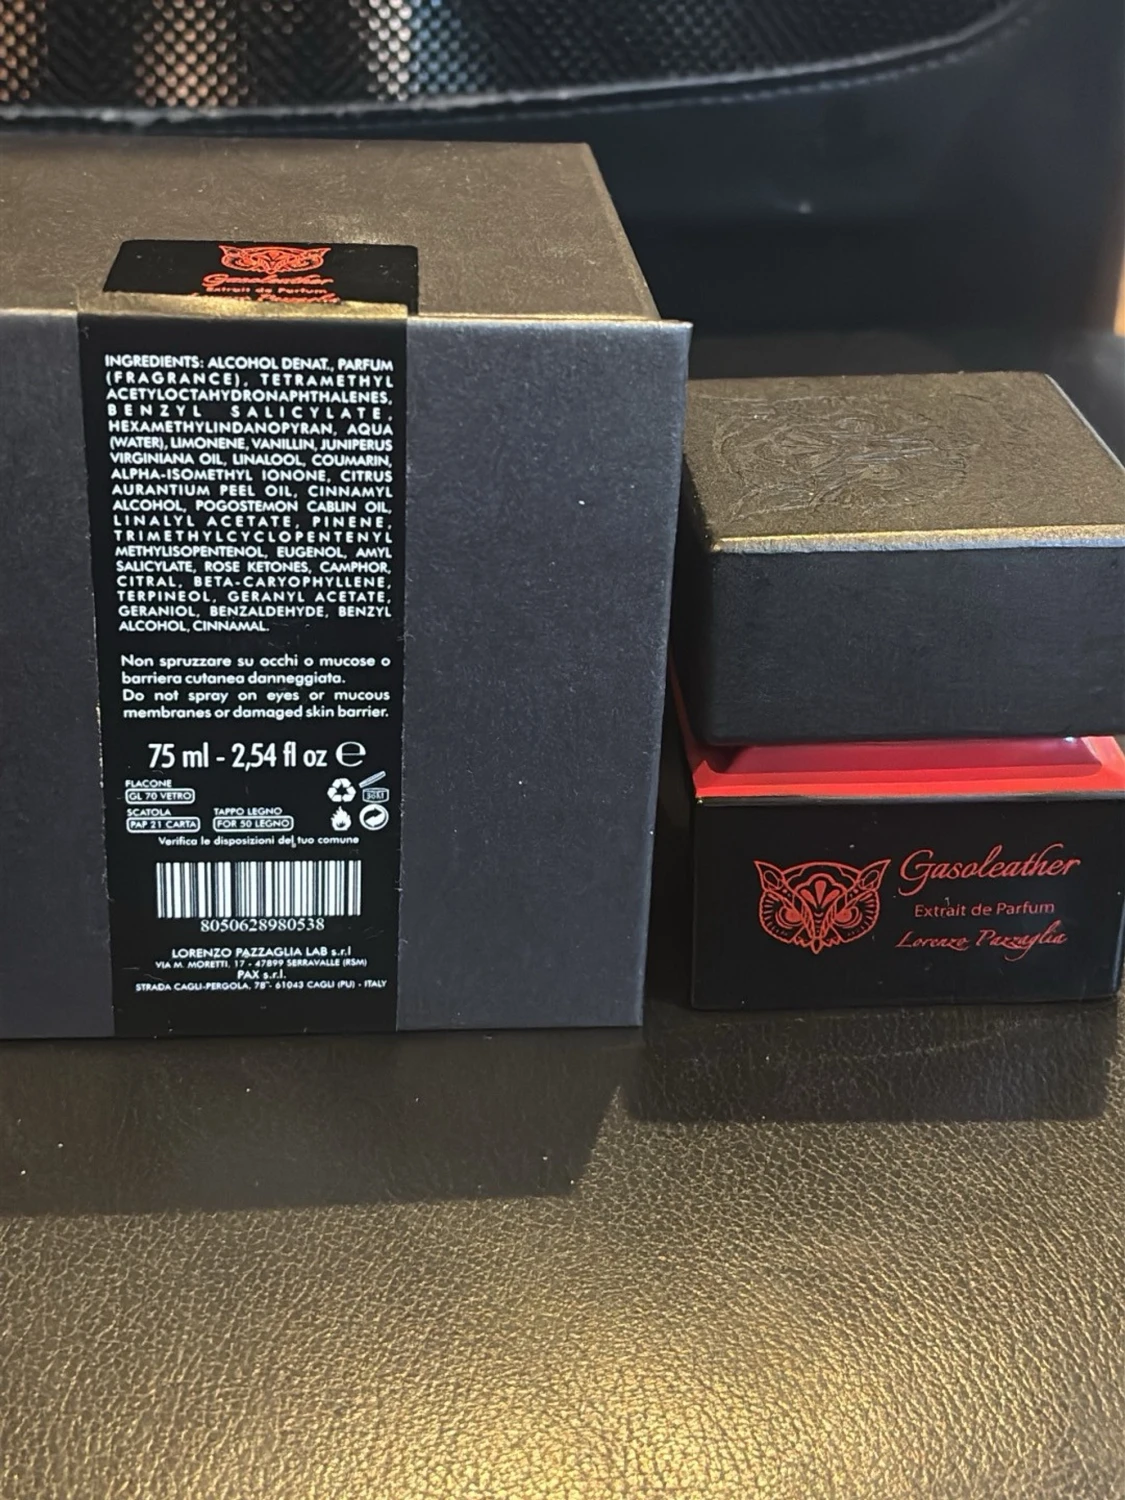 Gasoleather
Extrait de Parfum
Lorenzo Pazzaglia
INGREDIENTS: ALCOHOL DENAT., PARFUM
(FRAGRANCE), TETRAMETHYL
ACETYLOCTAHYDRONAPHTHALENES,
BENZYL SALICYLATE,
HEXAMETHYLINDANOPYRAN, AQUA
(WATER), LIMONENE, VANILLIN, JUNIPERUS
VIRGINIANA OIL, LINALOOL, COUMARIN,
ALPHA-ISOMETHYL IONONE, CITRUS
AURANTIUM PEEL OIL, CINNAMYL
ALCOHOL, POGOSTEMON CABLIN OIL,
LINALYL ACETATE, PINENE,
TRIMETHYLCYCLOPENTENYL
METHYLISOPENTENOL, EUGENOL, AMYL
SALICYLATE, ROSE KETONES, CAMPHOR,
CITRAL, BETA-CARYOPHYLLENE,
TERPINEOL, GERANYL ACETATE,
GERANIOL, BENZALDEHYDE, BENZYL
ALCOHOL, CINNAMAL.
Non spruzzare su occhi o mucose o
barriera cutanea danneggiata.
Do not spray on eyes or mucous
membranes or damaged skin barrier.
75 ml - 2,54 fl oz ℮
FLACONE
GL 70 VETRO
SCATOLA TAPPO LEGNO
PAP 21 CARTA FOR 50 LEGNO
Verifica le disposizioni del tuo comune
8050628980538
LORENZO PAZZAGLIA LAB s.r.l
VIA M. MORETTI, 17 - 47899 SERRAVALLE (RSM)
PAX s.r.l.
STRADA CAGLI-PERGOLA, 78 - 61043 CAGLI (PU) - ITALY
Gasoleather
Extrait de Parfum
Lorenzo Pazzaglia